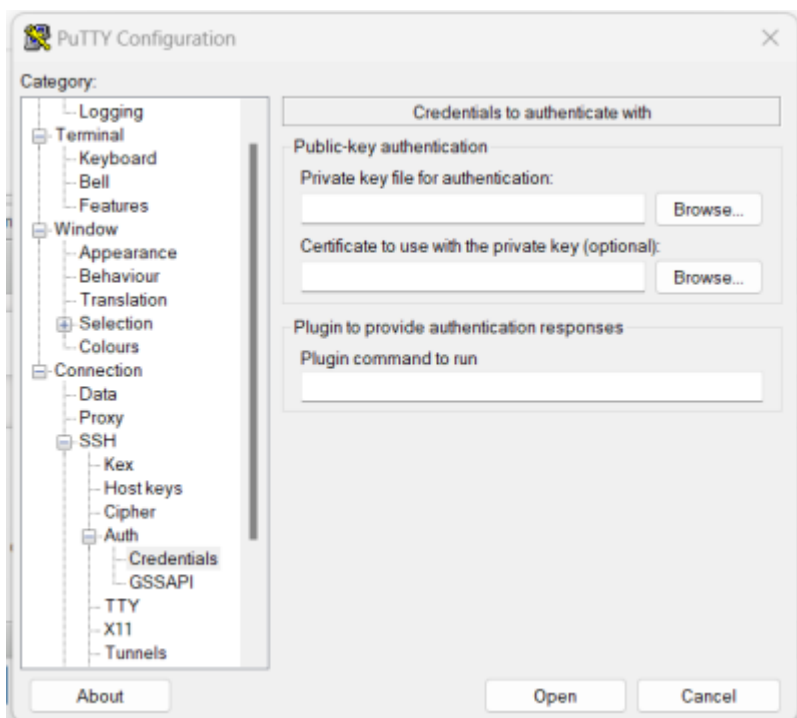 PuTTY Configuration
Category:
Logging
Terminal
Keyboard
Bell
Features
Window
Appearance
Behaviour
Translation
Selection
Colours
Connection
Data
Proxy
SSH
Kex
Host keys
Cipher
Auth
Credentials
GSSAPI
TTY
X11
Tunnels
Credentials to authenticate with
Public-key authentication
Private key file for authentication:
Browse...
Certificate to use with the private key (optional):
Browse...
Plugin to provide authentication responses
Plugin command to run
About
Open
Cancel